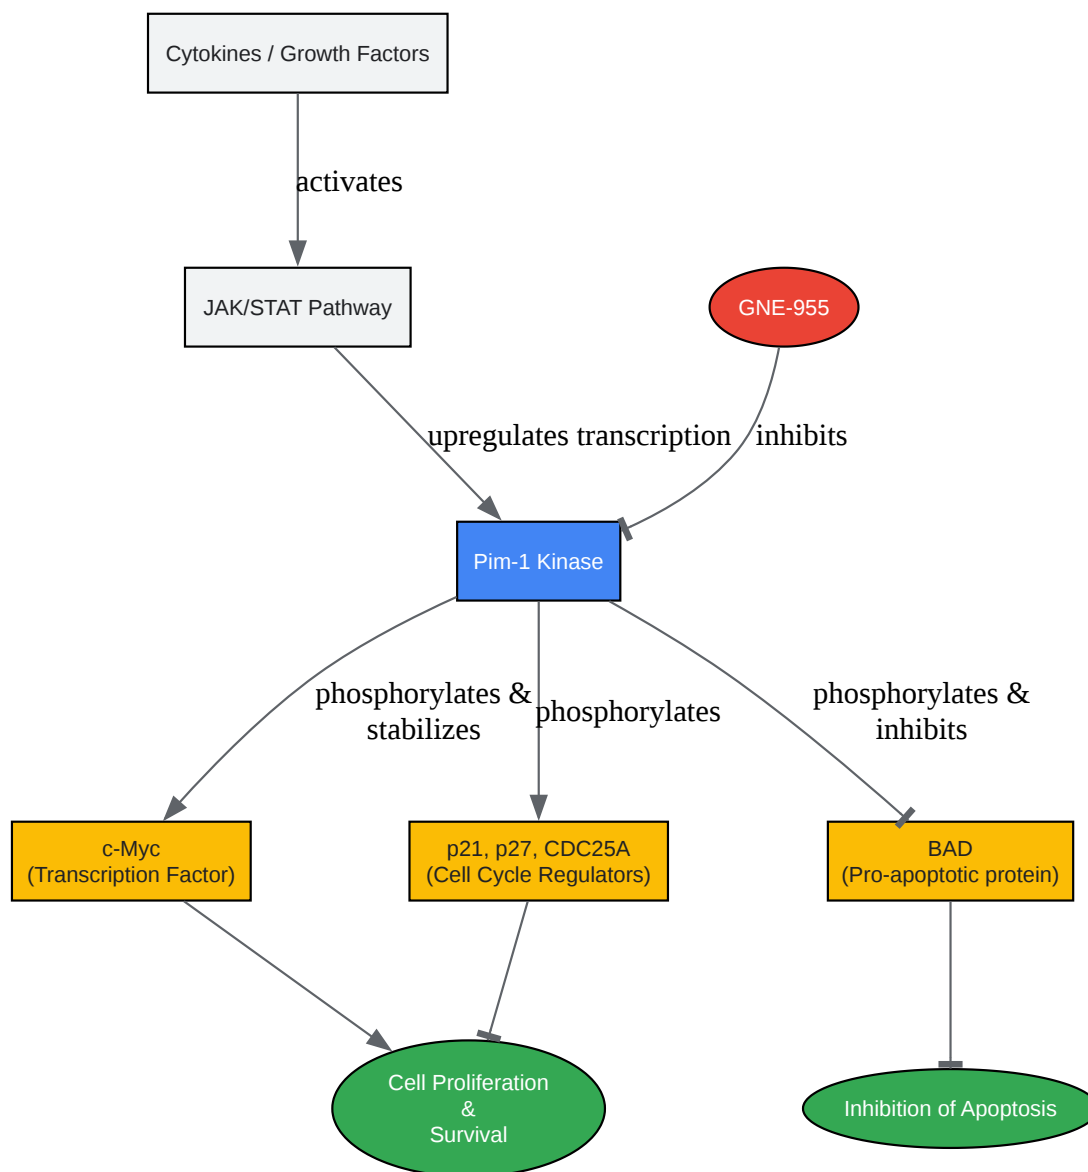 Cytokines / Growth Factors
activates
JAK/STAT Pathway
GNE-955
upregulates transcription
inhibits
Pim-1 Kinase
phosphorylates &
stabilizes
phosphorylates
phosphorylates &
inhibits
c-Myc
(Transcription Factor)
p21, p27, CDC25A
(Cell Cycle Regulators)
BAD
(Pro-apoptotic protein)
Cell Proliferation
&
Survival
Inhibition of Apoptosis